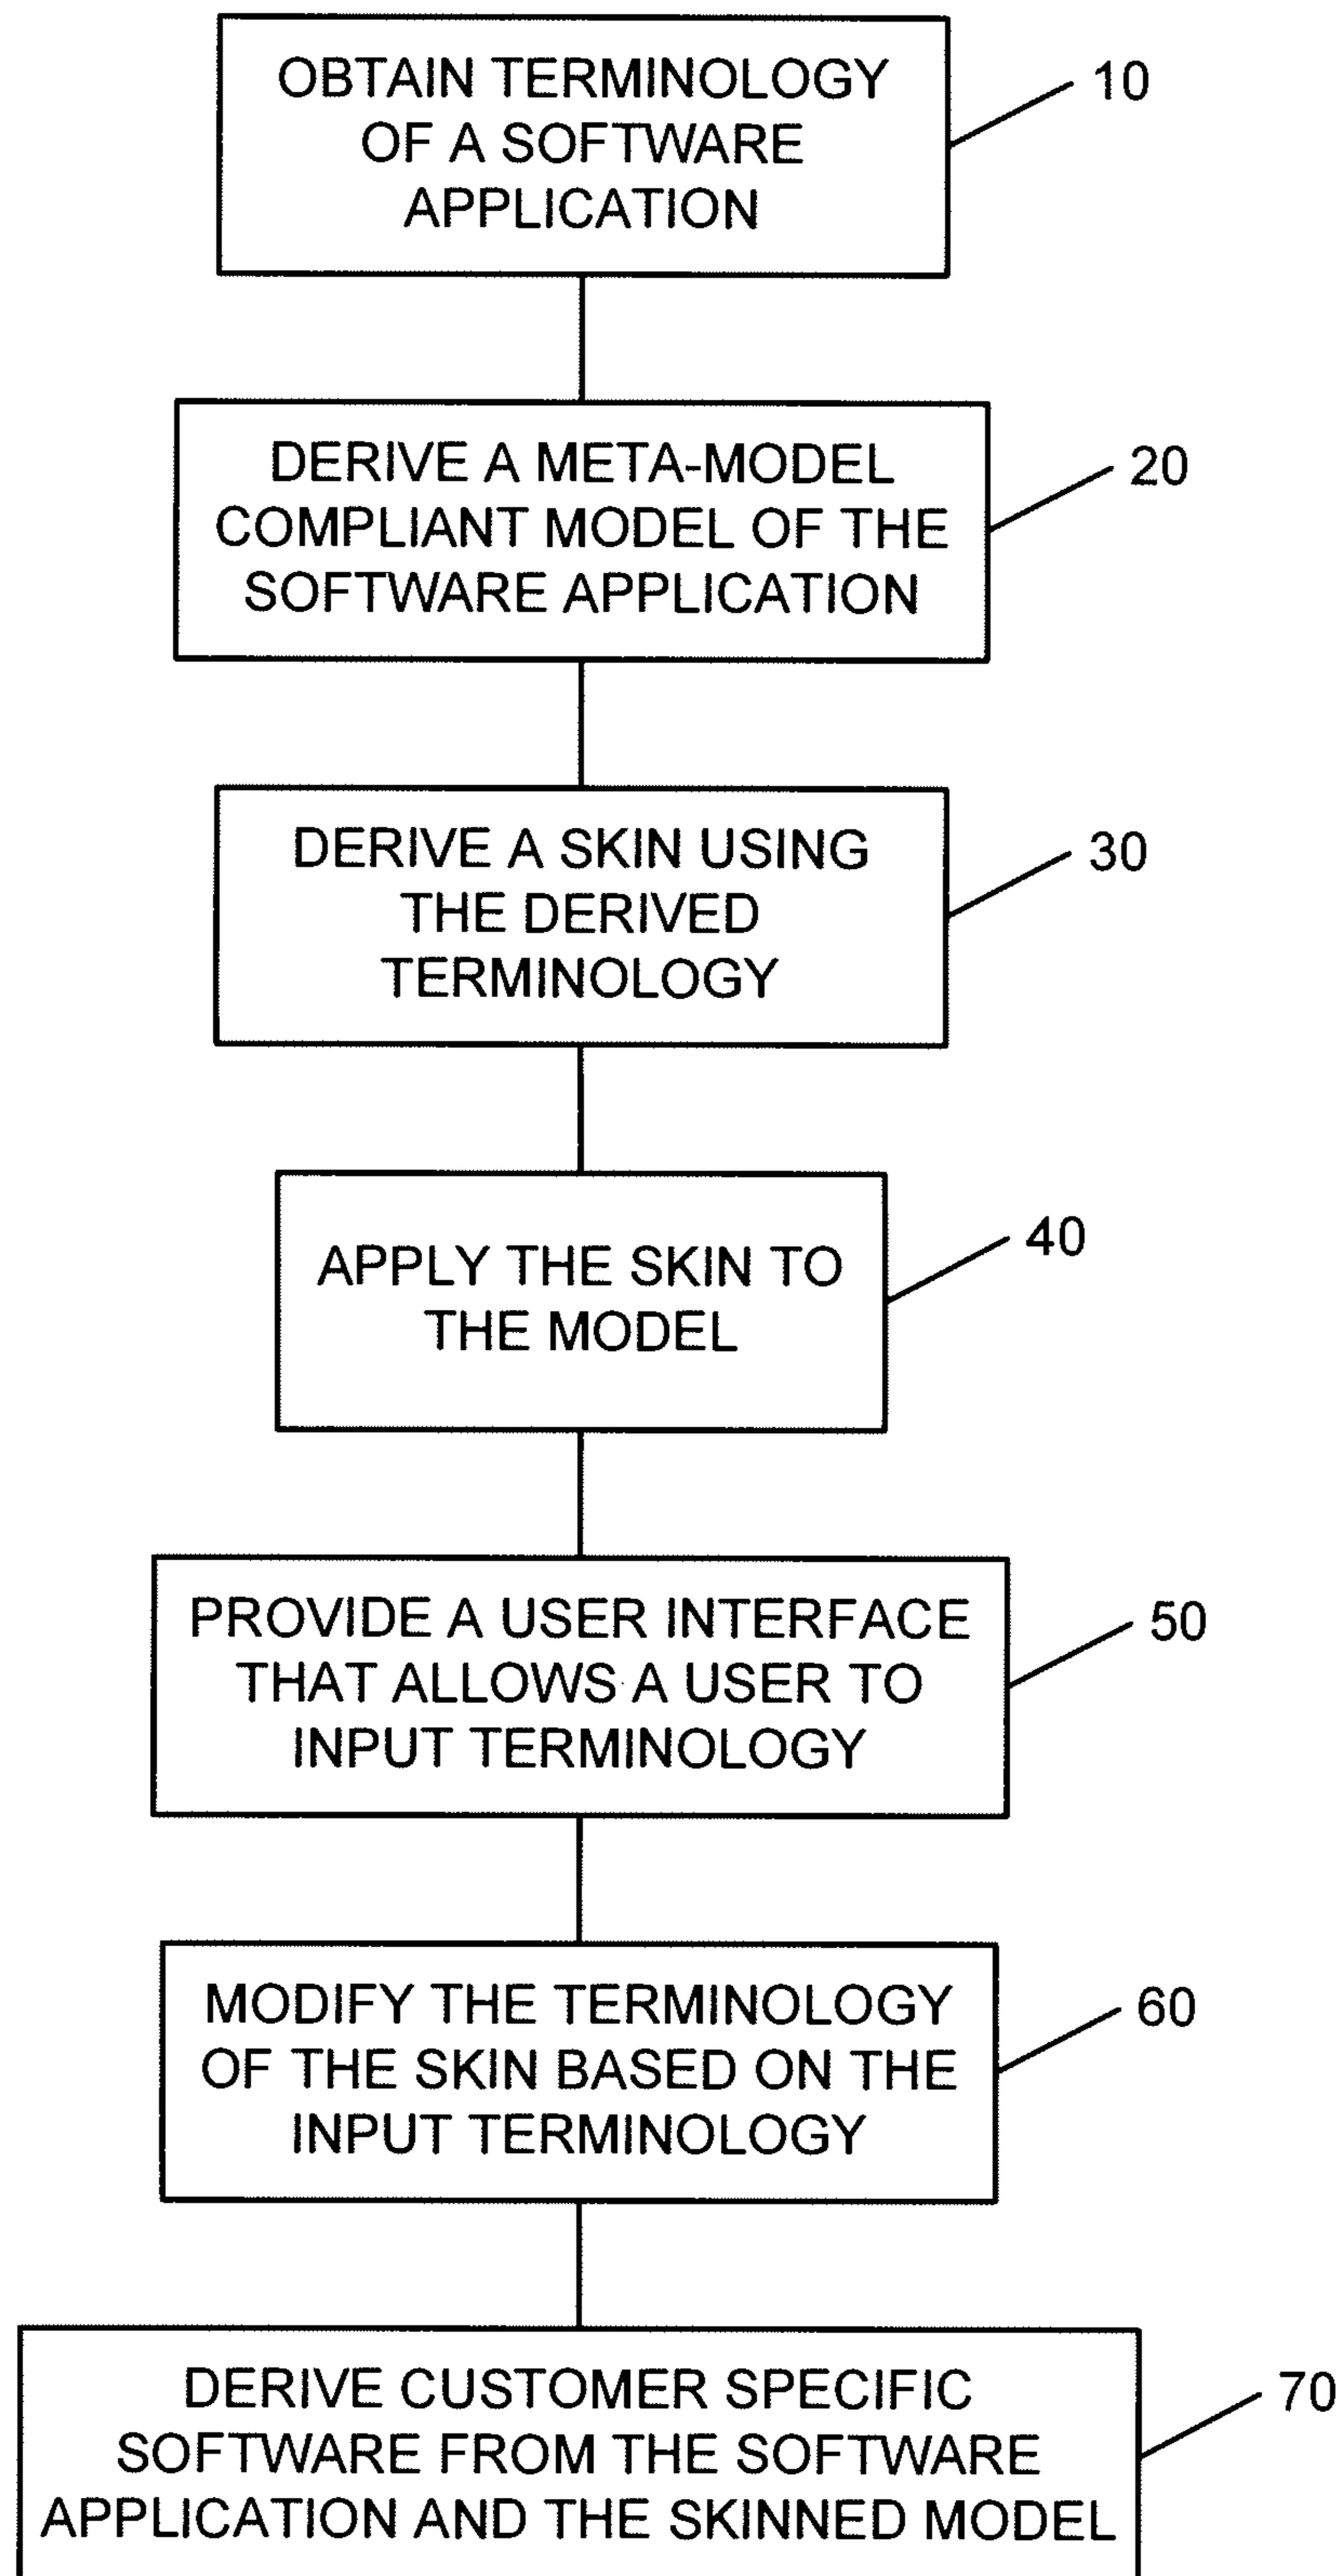 OBTAIN TERMINOLOGY
OF A SOFTWARE
APPLICATION
10
DERIVE A META-MODEL
COMPLIANT MODEL OF THE
SOFTWARE APPLICATION
20
DERIVE A SKIN USING
THE DERIVED
TERMINOLOGY
30
APPLY THE SKIN TO
THE MODEL
40
PROVIDE A USER INTERFACE
THAT ALLOWS A USER TO
INPUT TERMINOLOGY
50
MODIFY THE TERMINOLOGY
OF THE SKIN BASED ON THE
INPUT TERMINOLOGY
60
DERIVE CUSTOMER SPECIFIC
SOFTWARE FROM THE SOFTWARE
APPLICATION AND THE SKINNED MODEL
70